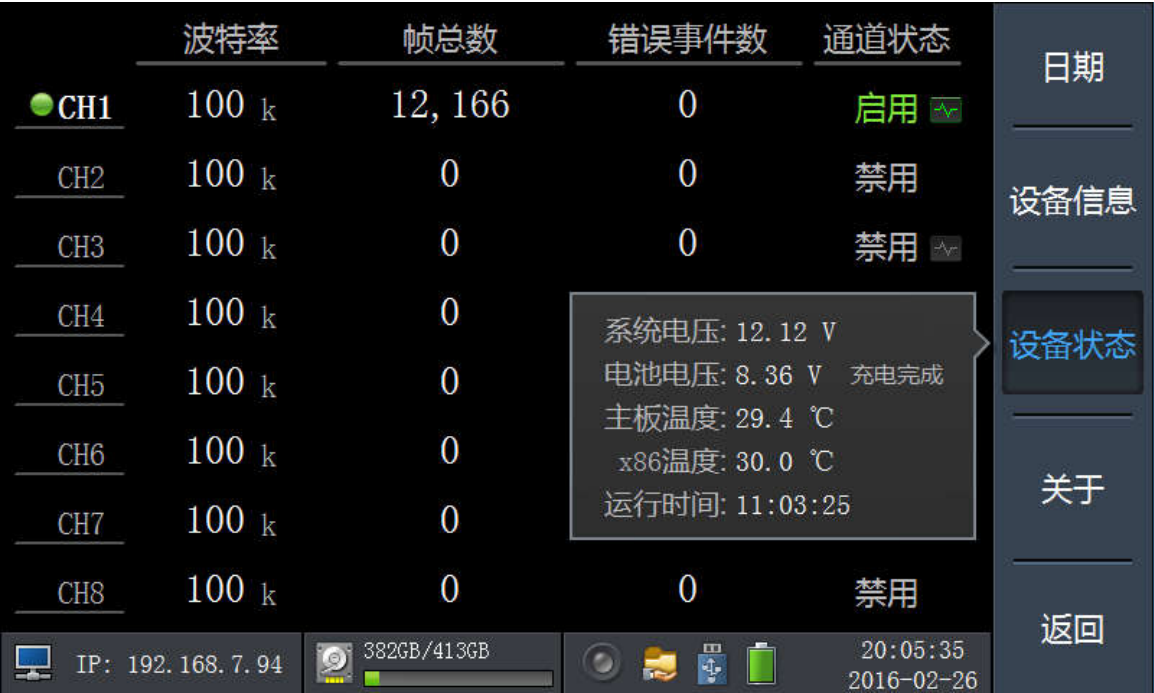 波特率 帧总数 错误事件数 通道状态
CH1 100 k 12,166 0 启用
CH2 100 k 0 0 禁用
CH3 100 k 0 0 禁用
CH4 100 k 0
CH5 100 k 0
CH6 100 k 0
CH7 100 k 0
CH8 100 k 0 0 禁用
系统电压: 12.12 V
电池电压: 8.36 V 充电完成
主板温度: 29.4 ℃
x86温度: 30.0 ℃
运行时间: 11:03:25
日期
设备信息
设备状态
关于
返回
IP: 192.168.7.94
382GB/413GB
20:05:35
2016-02-26